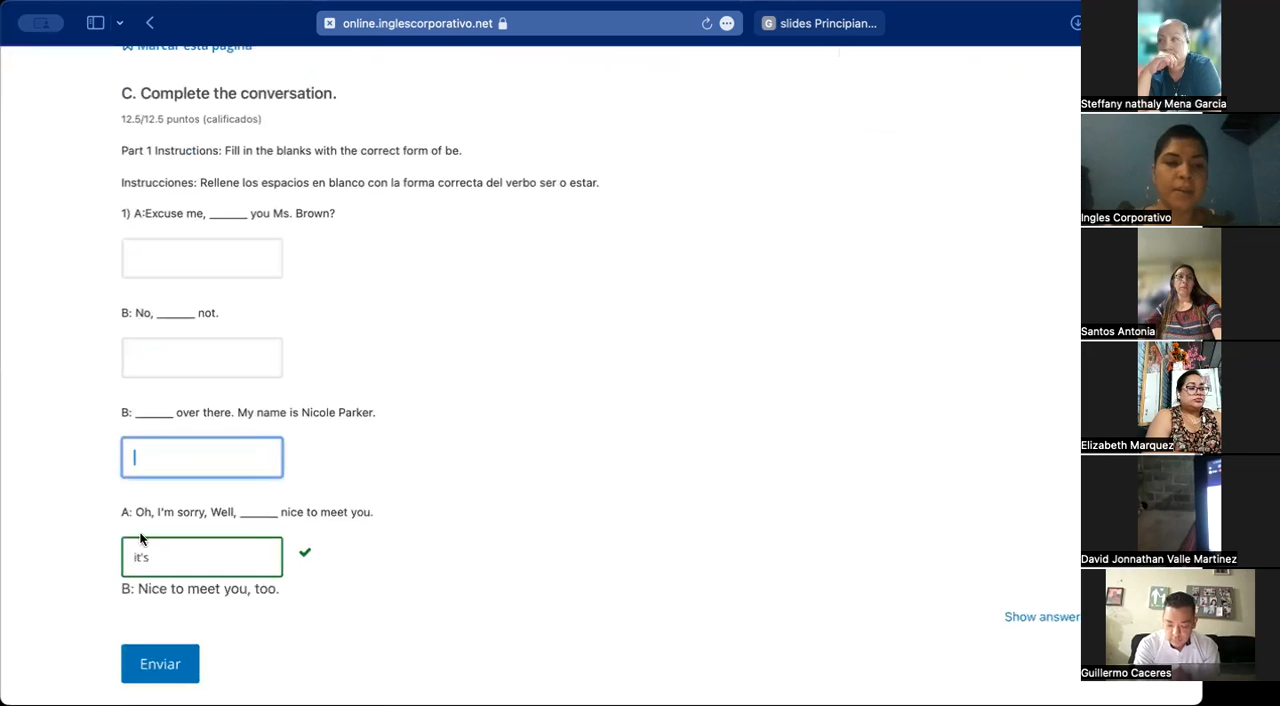 online.inglescorporativo.net
G slides Principian...
Marcar esta página
C. Complete the conversation.
12.5/12.5 puntos (calificados)
Part 1 Instructions: Fill in the blanks with the correct form of be.
Instrucciones: Rellene los espacios en blanco con la forma correcta del verbo ser o estar.
1) A:Excuse me, ______ you Ms. Brown?
B: No, ______ not.
B: ______ over there. My name is Nicole Parker.
A: Oh, I'm sorry, Well, ______ nice to meet you.
it's
B: Nice to meet you, too.
Show answer
Enviar
Steffany nathaly Mena Garcia
Ingles Corporativo
Santos Antonia
Elizabeth Marquez
David Jonnathan Valle Martinez
Guillermo Caceres